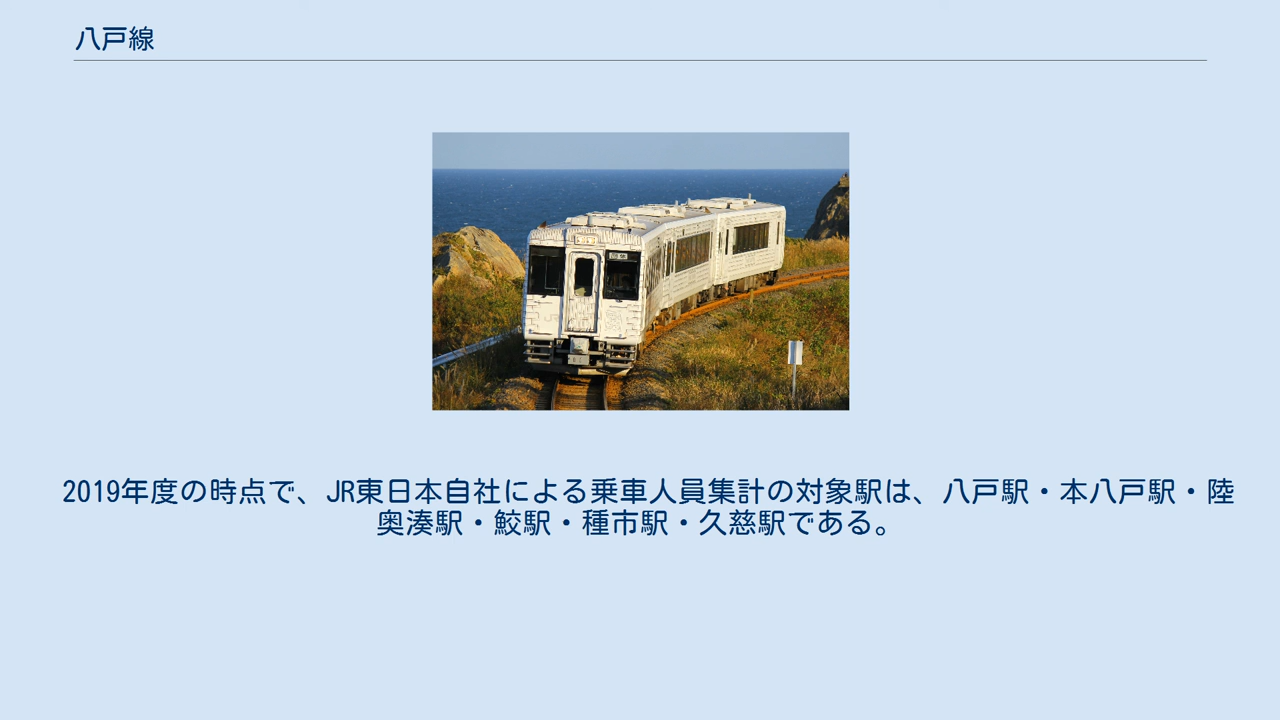 八戸線
2019年度の時点で、JR東日本自社による乗車人員集計の対象駅は、八戸駅・本八戸駅・陸
奥湊駅・鮫駅・種市駅・久慈駅である。